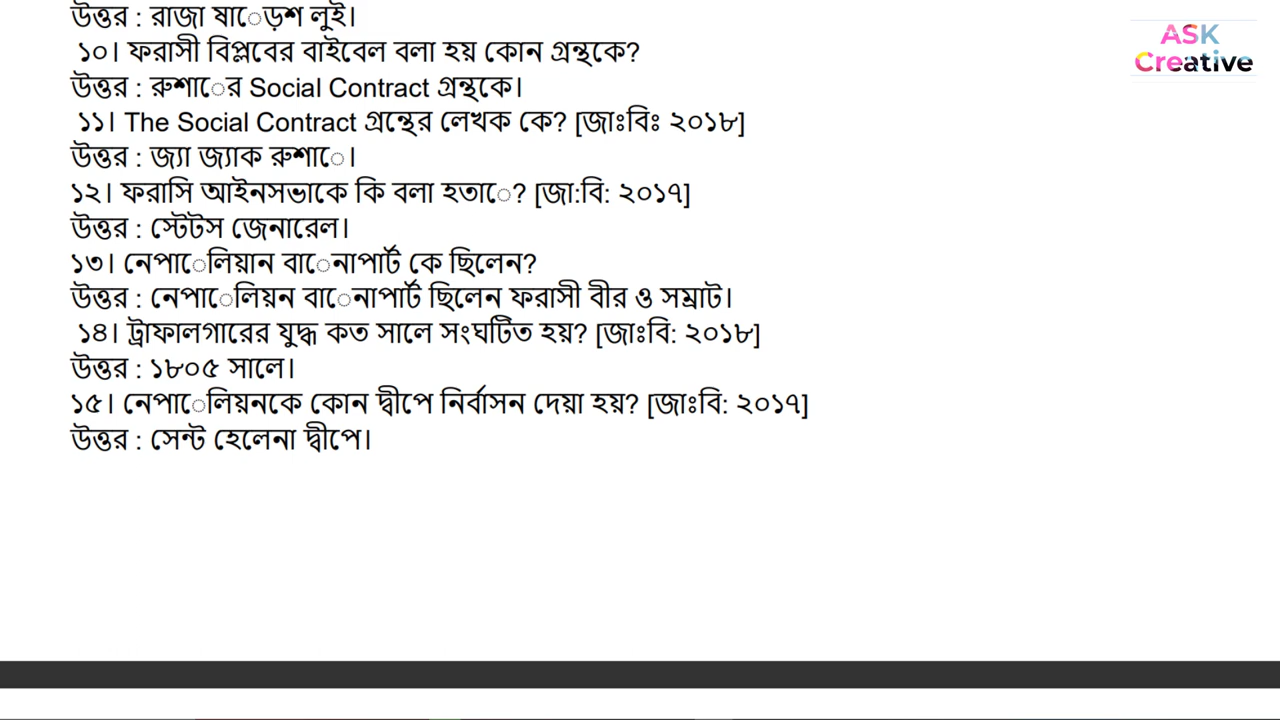 উত্তর : রাজা ষােড়শ লুই।
ASK
Creative
১০। ফরাসী বিপ্লবের বাইবেল বলা হয় কোন গ্রন্থকে?
উত্তর : রুশাের Social Contract গ্রন্থকে।
১১। The Social Contract গ্রন্থের লেখক কে? [জাঃবিঃ ২০১৮]
উত্তর : জ্যা জ্যাক রুশাে।
১২। ফরাসি আইনসভাকে কি বলা হতাে? [জা:বি: ২০১৭]
উত্তর : স্টেটস জেনারেল।
১৩। নেপােলিয়ান বােনাপার্ট কে ছিলেন?
উত্তর : নেপােলিয়ন বােনাপার্ট ছিলেন ফরাসী বীর ও সম্রাট।
১৪। ট্রাফালগারের যুদ্ধ কত সালে সংঘটিত হয়? [জাঃবি: ২০১৮]
উত্তর : ১৮০৫ সালে।
১৫। নেপােলিয়নকে কোন দ্বীপে নির্বাসন দেয়া হয়? [জাঃবি: ২০১৭]
উত্তর : সেন্ট হেলেনা দ্বীপে।